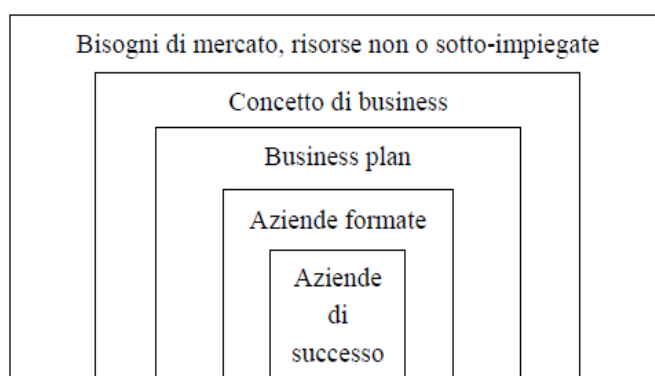 Bisogni di mercato, risorse non o sotto-impiegate
Concetto di business
Business plan
Aziende formate
Aziende
di
successo